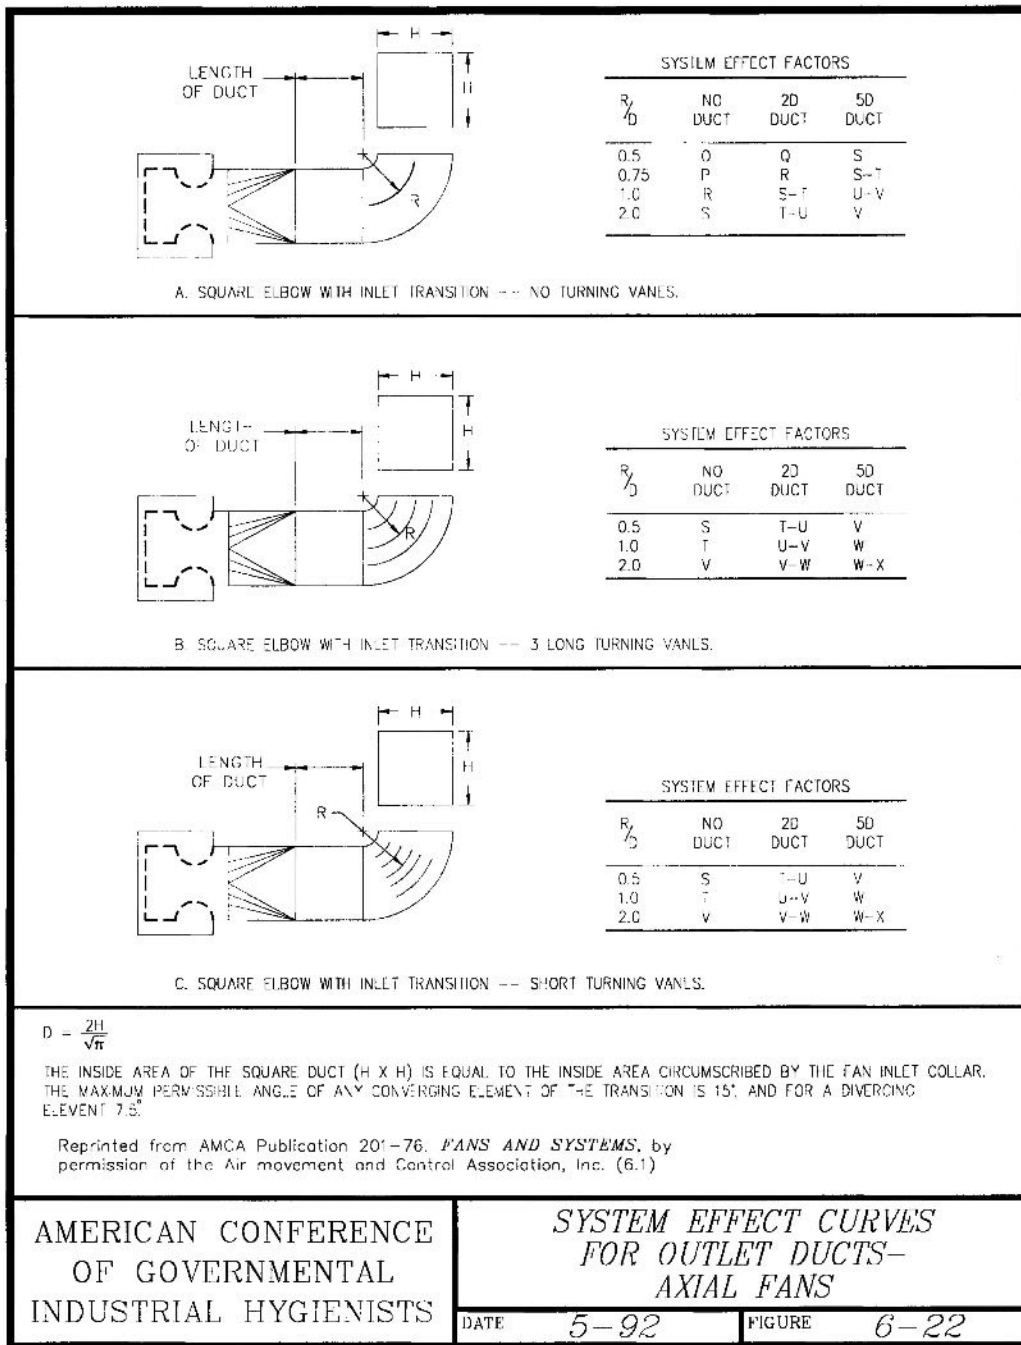 H
LENGTH
OF DUCT
H
R
SYSTEM EFFECT FACTORS
R/D NO DUCT 2D DUCT 5D DUCT
0.5 O Q S
0.75 P R S-T
1.0 R S-T U-V
2.0 S T-U V
A. SQUARE ELBOW WITH INLET TRANSITION -- NO TURNING VANES.
H
LENGTH
OF DUCT
H
R
SYSTEM EFFECT FACTORS
R/D NO DUCT 2D DUCT 5D DUCT
0.5 S T-U V
1.0 T U-V W
2.0 V V-W W-X
B. SQUARE ELBOW WITH INLET TRANSITION -- 3 LONG TURNING VANES.
H
LENGTH
OF DUCT
H
R
SYSTEM EFFECT FACTORS
R/D NO DUCT 2D DUCT 5D DUCT
0.5 S T-U V
1.0 T U-V W
2.0 V V-W W-X
C. SQUARE ELBOW WITH INLET TRANSITION -- SHORT TURNING VANES.
D = 2H/√π
THE INSIDE AREA OF THE SQUARE DUCT (H X H) IS EQUAL TO THE INSIDE AREA CIRCUMSCRIBED BY THE FAN INLET COLLAR.
THE MAXIMUM PERMISSIBLE ANGLE OF ANY CONVERGING ELEMENT OF THE TRANSITION IS 15°, AND FOR A DIVERGING
ELEMENT 7.5°.
Reprinted from AMCA Publication 201-76, FANS AND SYSTEMS, by
permission of the Air movement and Control Association, Inc. (6.1)
AMERICAN CONFERENCE
OF GOVERNMENTAL
INDUSTRIAL HYGIENISTS
SYSTEM EFFECT CURVES
FOR OUTLET DUCTS-
AXIAL FANS
DATE 5-92
FIGURE 6-22